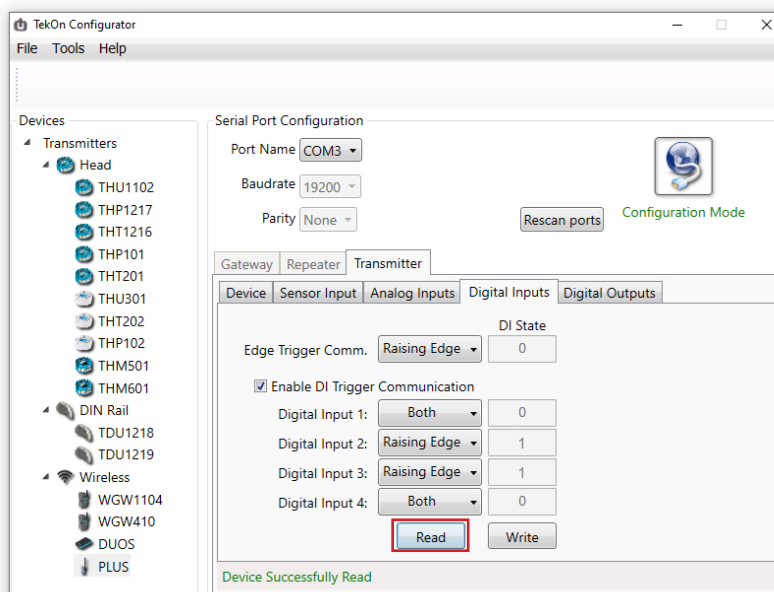 TekOn Configurator
File Tools Help
Devices
Transmitters
Head
THU1102
THP1217
THT1216
THP101
THT201
THU301
THT202
THP102
THM501
THM601
DIN Rail
TDU1218
TDU1219
Wireless
WGW1104
WGW410
DUOS
PLUS
Serial Port Configuration
Port Name COM3
Baudrate 19200
Parity None
Rescan ports
Configuration Mode
Gateway Repeater Transmitter
Device Sensor Input Analog Inputs Digital Inputs Digital Outputs
DI State
Edge Trigger Comm. Raising Edge 0
Enable DI Trigger Communication
Digital Input 1: Both 0
Digital Input 2: Raising Edge 1
Digital Input 3: Raising Edge 1
Digital Input 4: Both 0
Read Write
Device Successfully Read